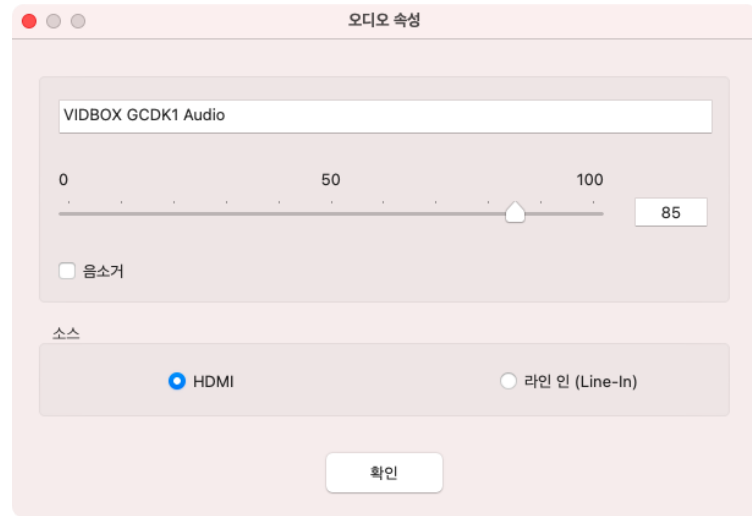 오디오 속성
VIDBOX GCDK1 Audio
0 50 100
85
음소거
소스
HDMI 라인 인 (Line-In)
확인